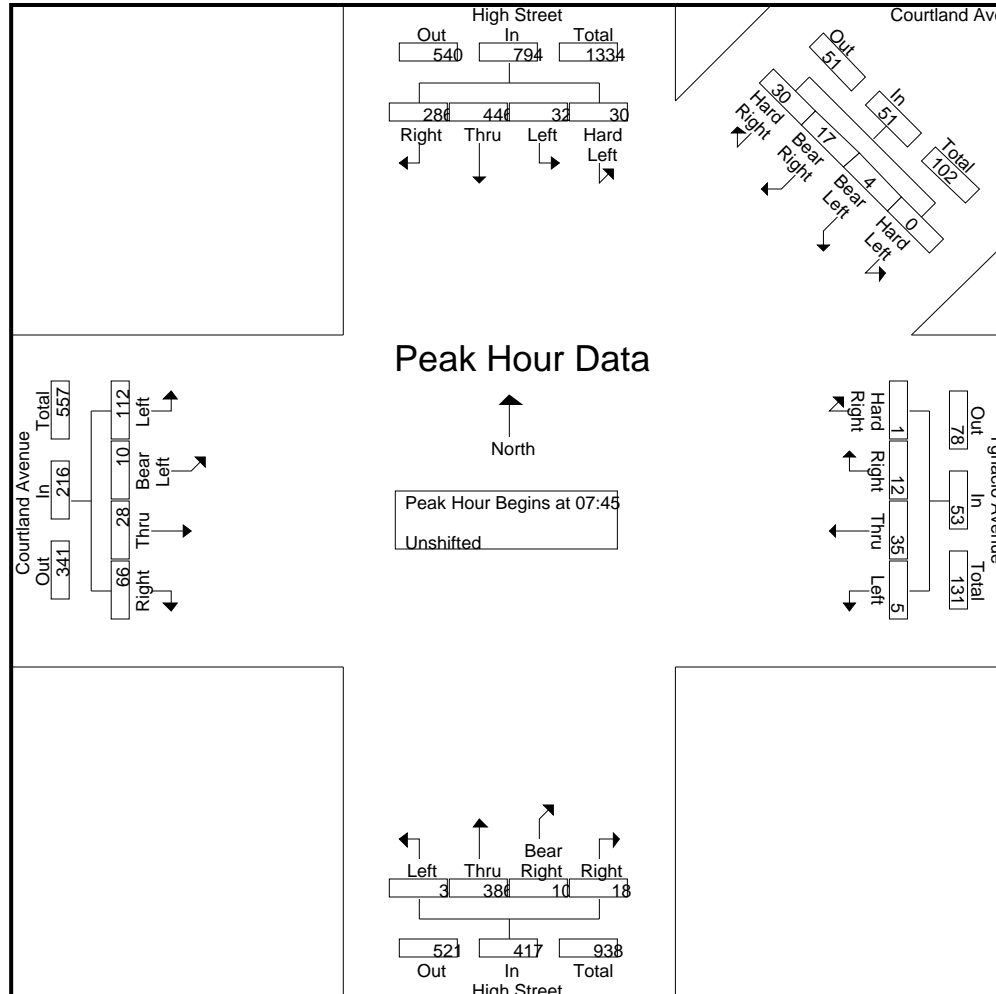 High Street
Out In Total
540 794 1334
286 446 32 30
Right Thru Left Hard
Left
Out
51
In
51
Total
102
30 17 4 0
Hard
Right
Bear
Right
Bear
Left
Hard
Left
Peak Hour Data
North
Peak Hour Begins at 07:45
Unshifted
Courtland Avenue
Total In Out
557 216 341
112 10 28 66
Left Bear
Left
Thru Right
Out In Total
78 53 131
1 12 35 5
Hard
Right
Right Thru Left
Avenue
Left Thru Bear
Right
Right
3 386 10 18
521 417 938
Out In Total
High Street